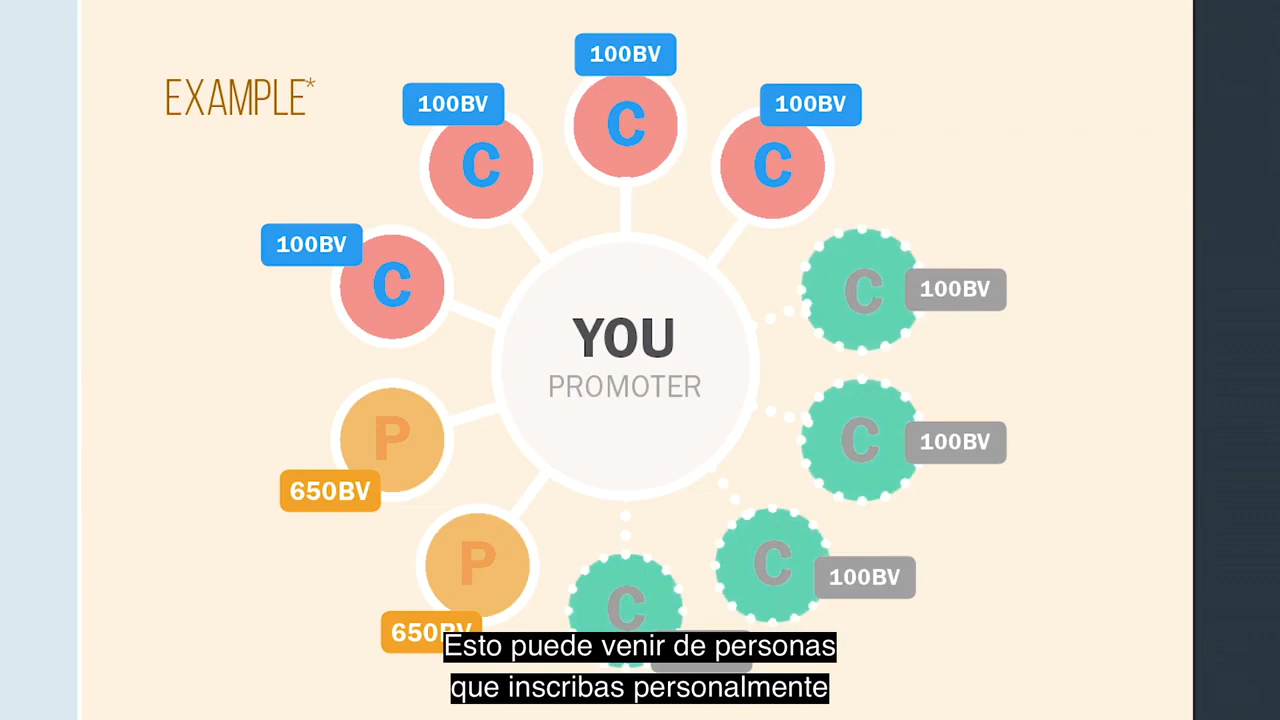 EXAMPLE*
100BV
100BV
100BV
C
C
C
100BV
C
C
100BV
YOU
PROMOTER
P
650BV
C
100BV
P
C
100BV
C
Esto puede venir de personas
que inscribas personalmente